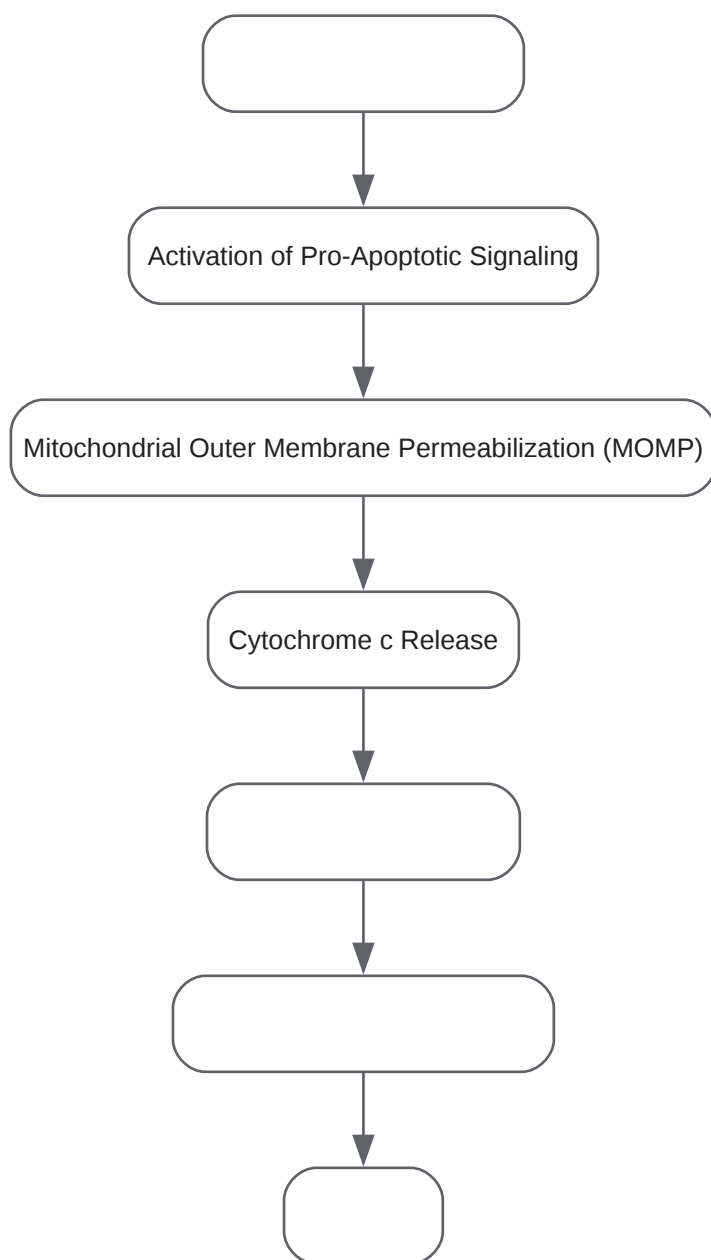 Activation of Pro-Apoptotic Signaling
Mitochondrial Outer Membrane Permeabilization (MOMP)
Cytochrome c Release